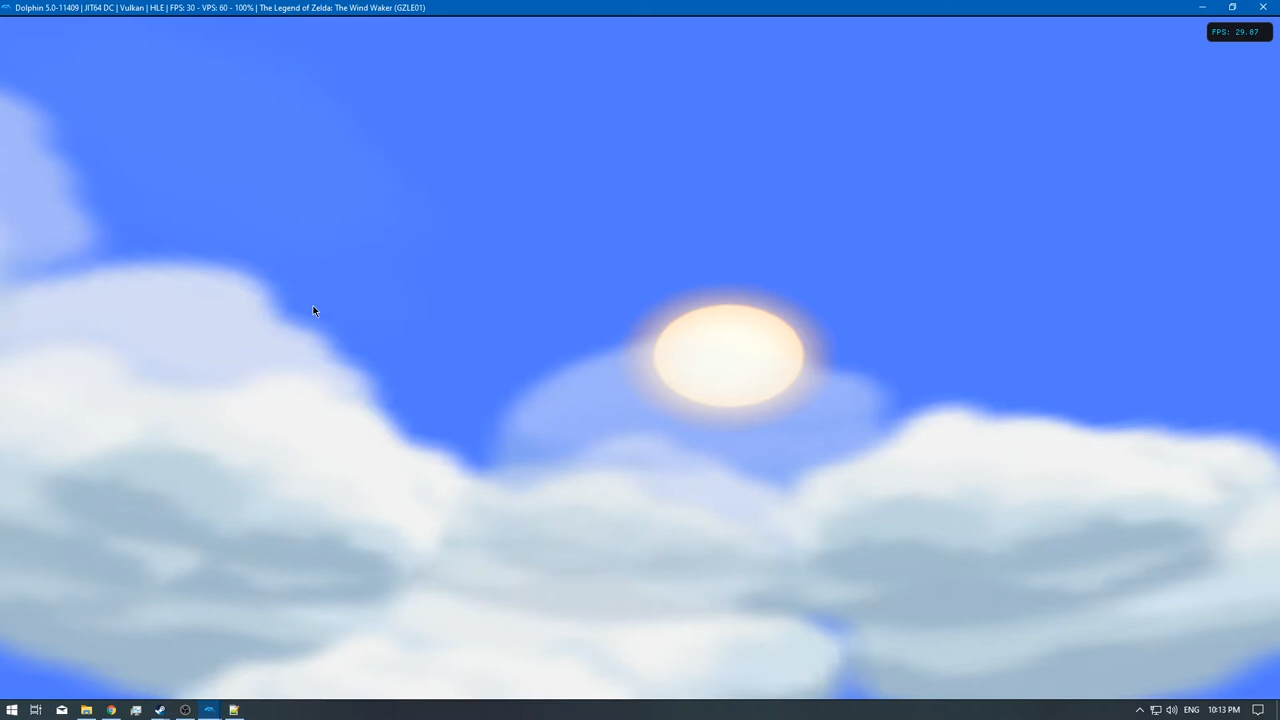 Dolphin 5.0-11409 | JIT64 DC | Vulkan | HLE | FPS: 30 - VPS: 60 - 100% | The Legend of Zelda: The Wind Waker (GZLE01)
FPS: 29.87
ENG 10:13 PM